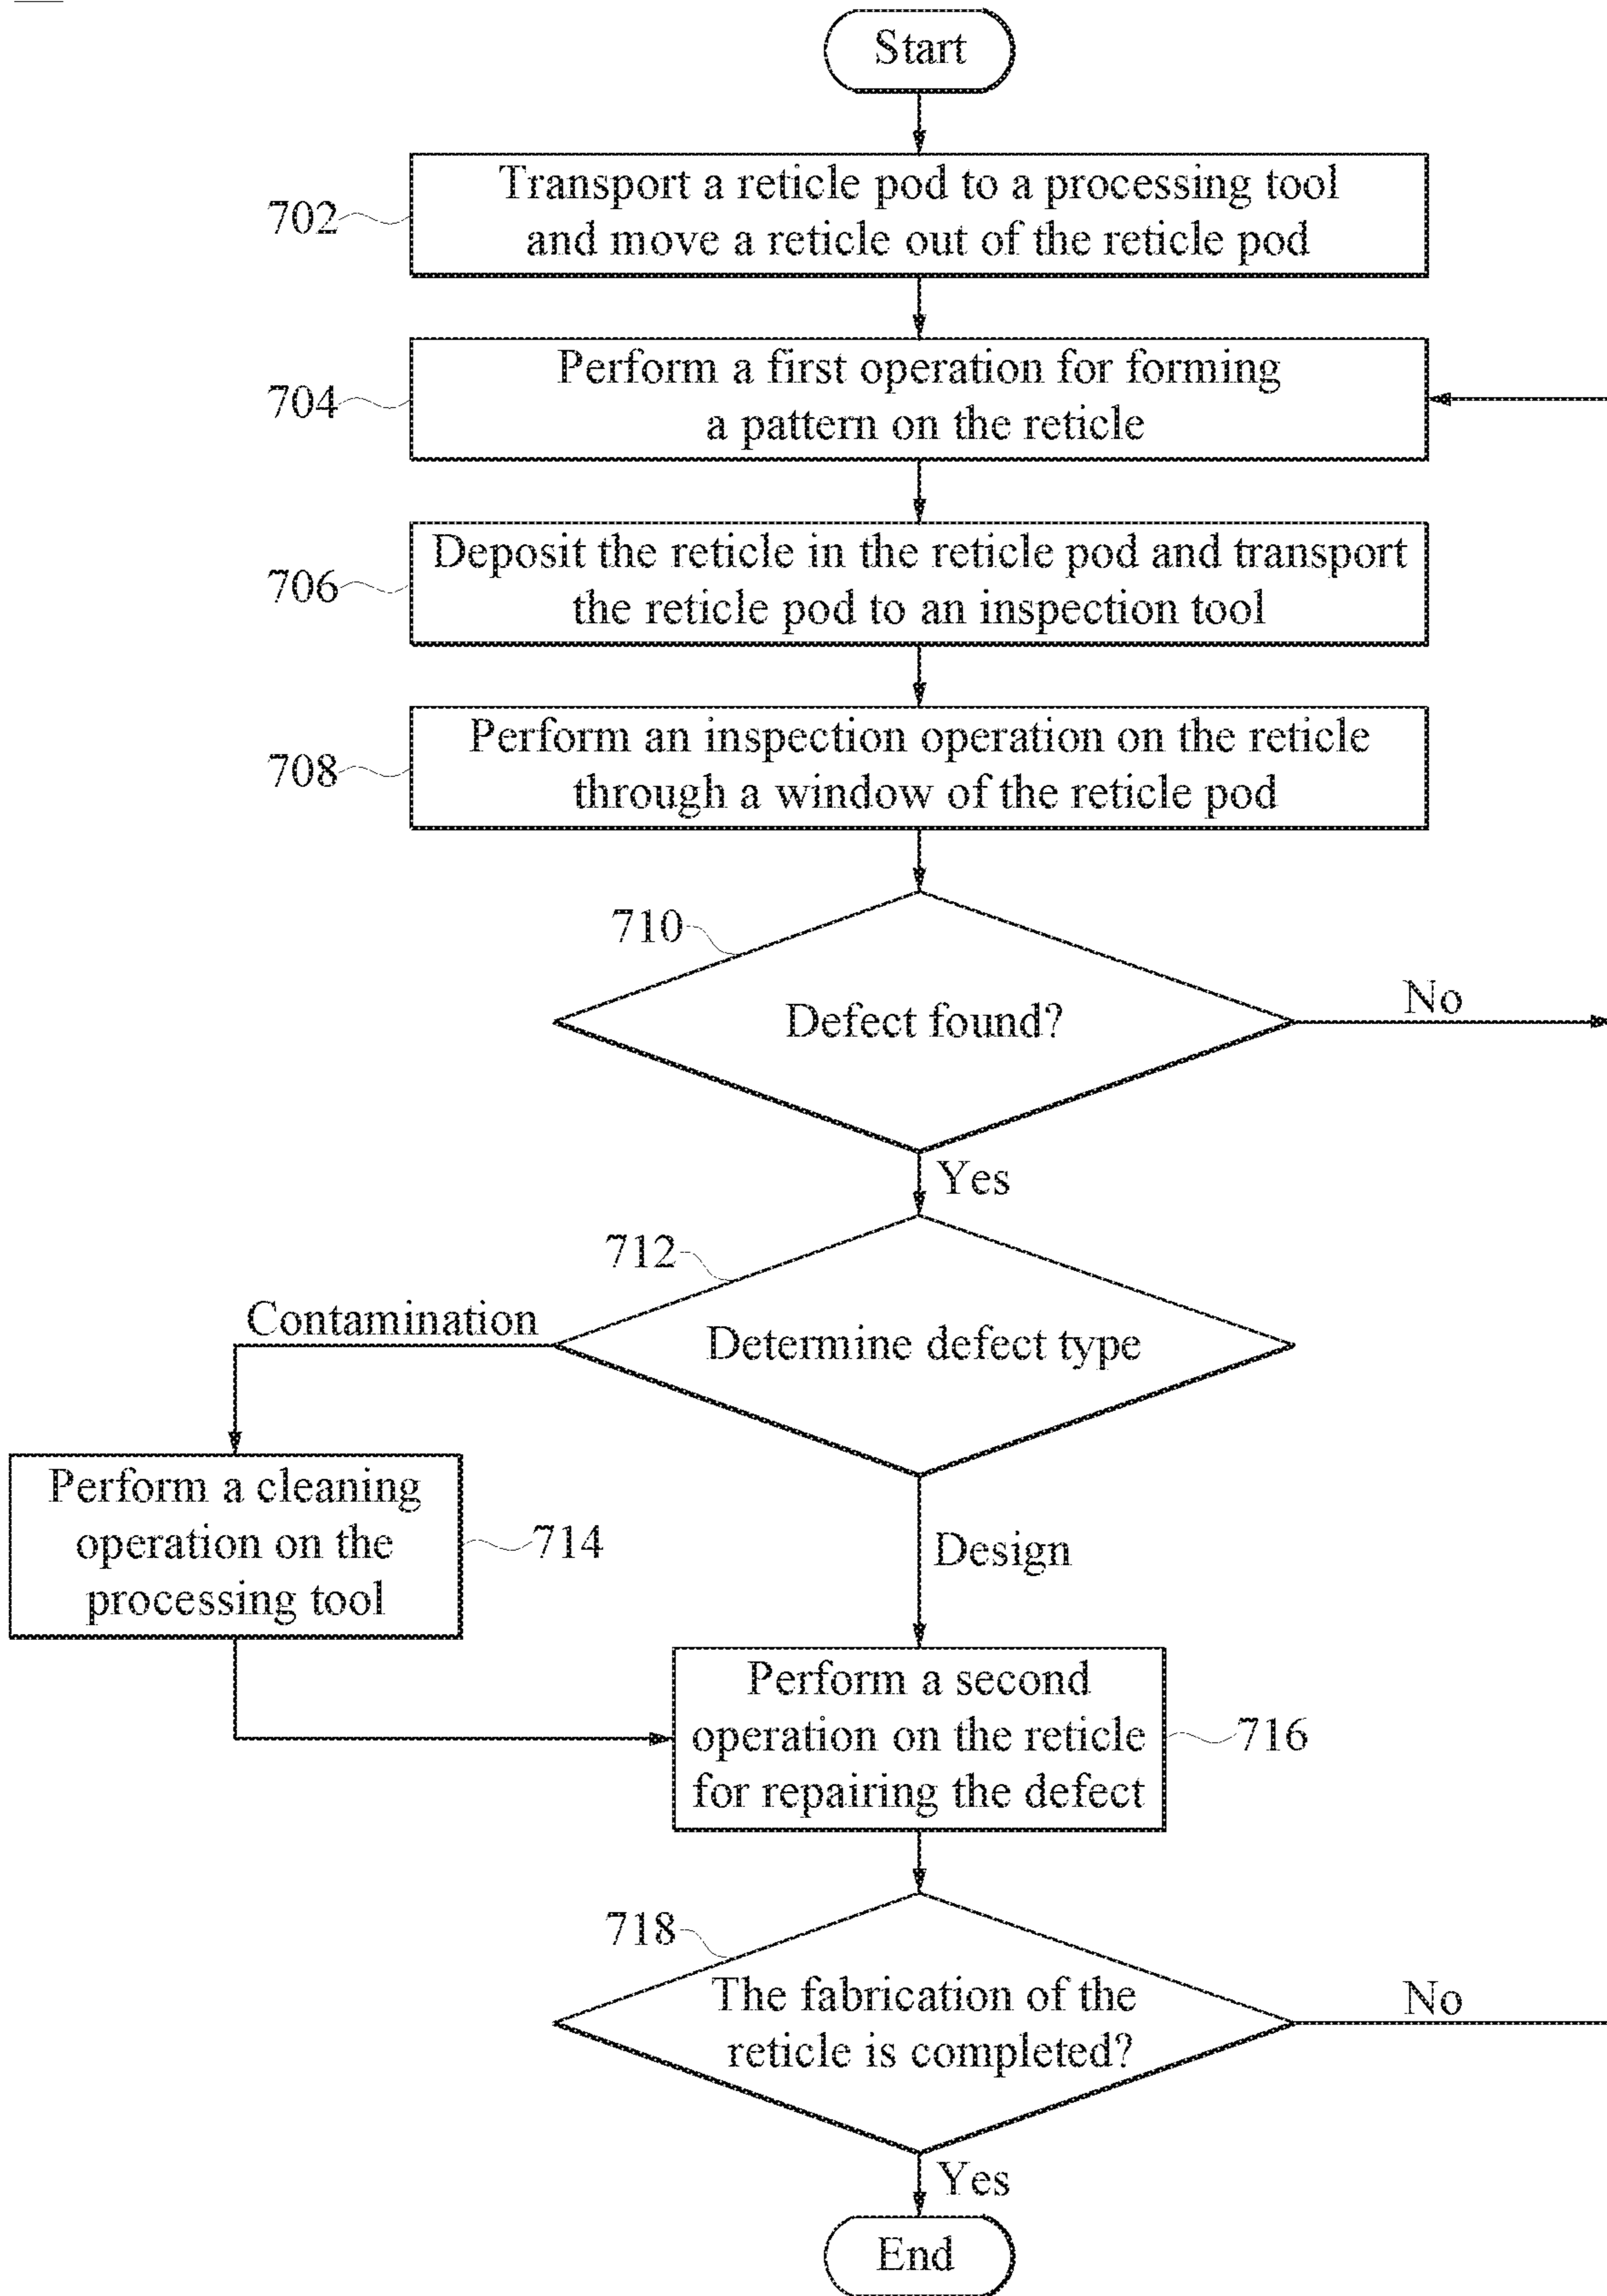 Start
702
Transport a reticle pod to a processing tool
and move a reticle out of the reticle pod
704
Perform a first operation for forming
a pattern on the reticle
706
Deposit the reticle in the reticle pod and transport
the reticle pod to an inspection tool
708
Perform an inspection operation on the reticle
through a window of the reticle pod
710
Defect found?
No
Yes
712
Determine defect type
Contamination
Perform a cleaning
operation on the
processing tool
714
Design
Perform a second
operation on the reticle
for repairing the defect
716
718
The fabrication of the
reticle is completed?
No
Yes
End